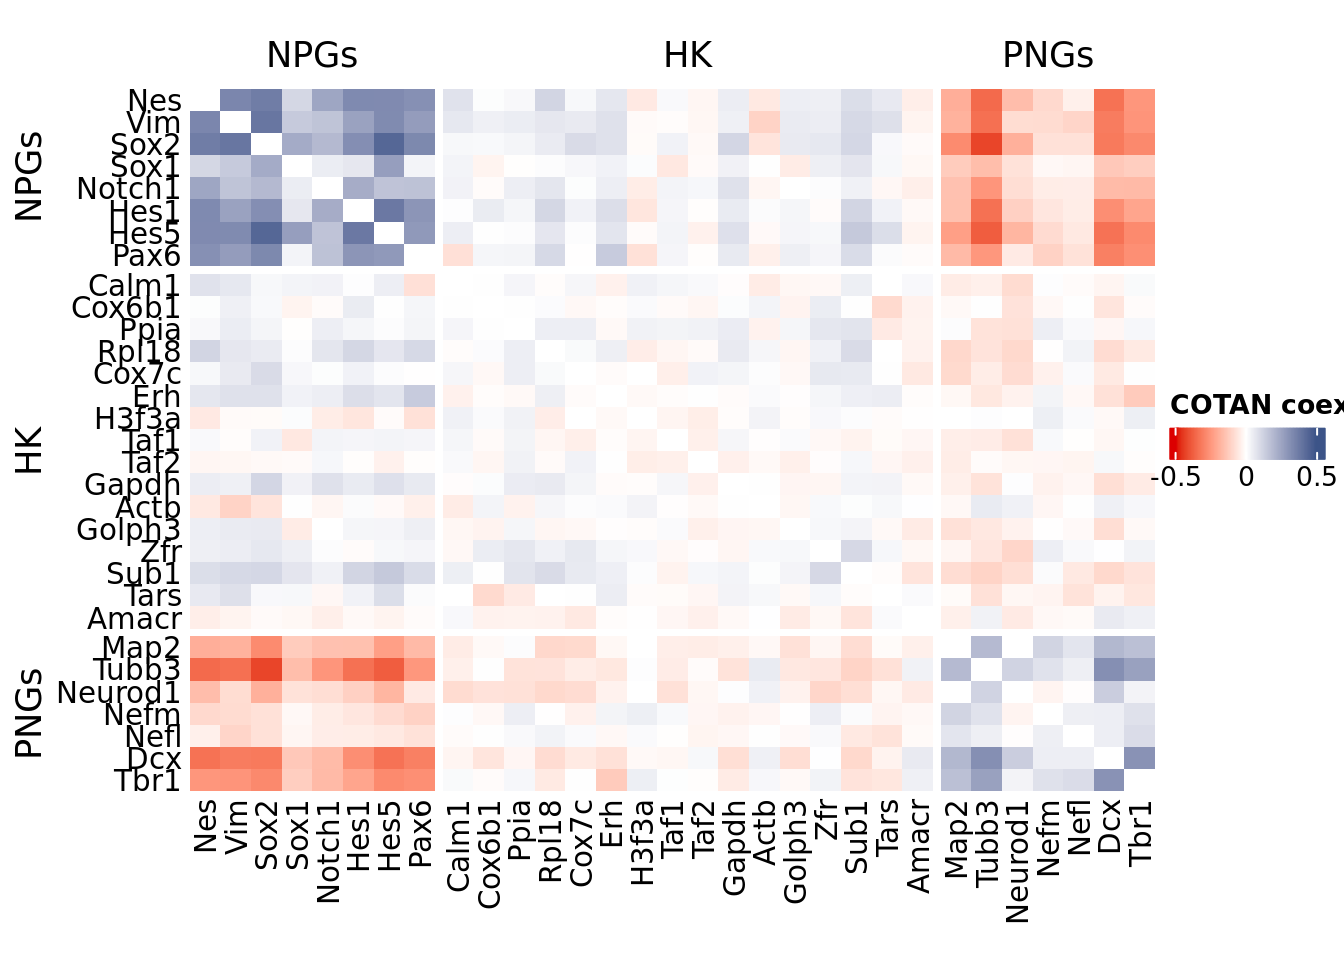 NPGs HK PNGs
NPGs
Nes
Vim
Sox2
Sox1
Notch1
Hes1
Hes5
Pax6
HK
Calm1
Cox6b1
Ppia
Rpl18
Cox7c
Erh
H3f3a
Taf1
Taf2
Gapdh
Actb
Golph3
Zfr
Sub1
Tars
Amacr
PNGs
Map2
Tubb3
Neurod1
Nefm
Nefl
Dcx
Tbr1
Nes Vim Sox2 Sox1 Notch1 Hes1 Hes5 Pax6 Calm1 Cox6b1 Ppia Rpl18 Cox7c Erh H3f3a Taf1 Taf2 Gapdh Actb Golph3 Zfr Sub1 Tars Amacr Map2 Tubb3 Neurod1 Nefm Nefl Dcx Tbr1
COTAN coex
-0.5 0 0.5